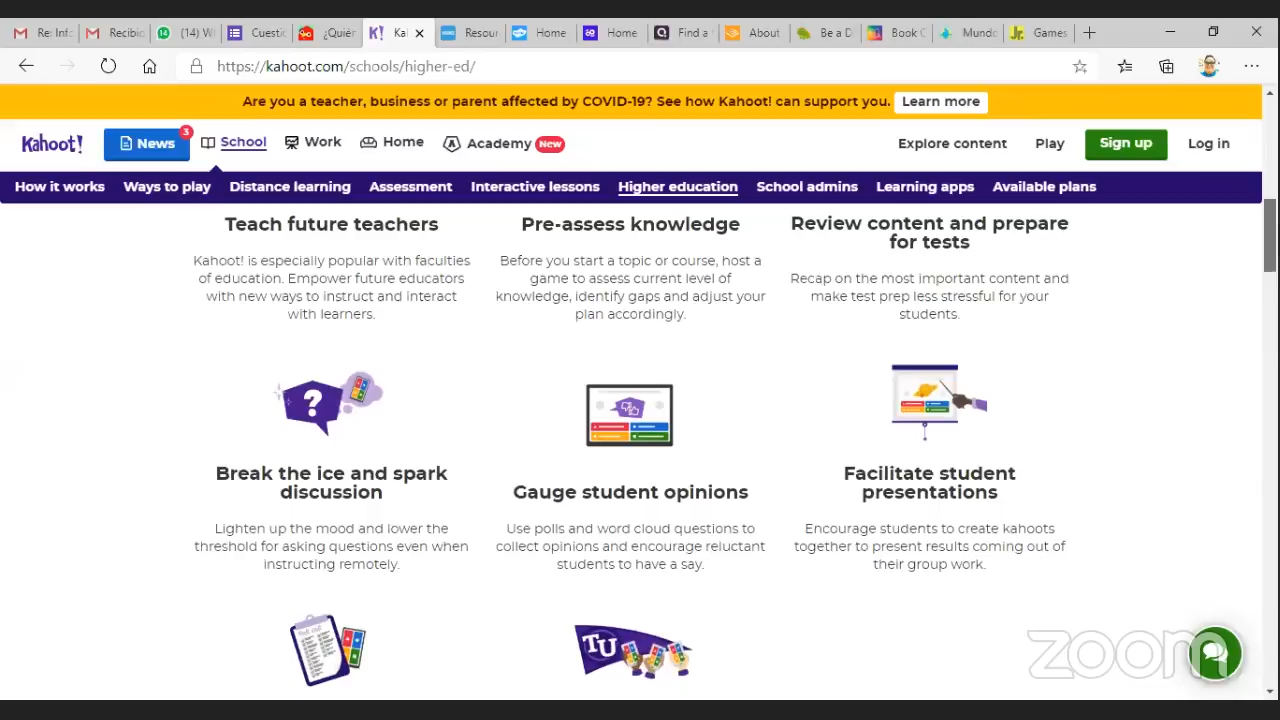 Re: Inf
Recibio
(14) W
Cuesti
¿Quiér
Kal
Resour
Home
Home
Find a
About
Be a D
Book C
Mund
Games
https://kahoot.com/schools/higher-ed/
Are you a teacher, business or parent affected by COVID-19? See how Kahoot! can support you. Learn more
Kahoot! News 3 School Work Home Academy New Explore content Play Sign up Log in
How it works Ways to play Distance learning Assessment Interactive lessons Higher education School admins Learning apps Available plans
Teach future teachers
Kahoot! is especially popular with faculties
of education. Empower future educators
with new ways to instruct and interact
with learners.
Pre-assess knowledge
Before you start a topic or course, host a
game to assess current level of
knowledge, identify gaps and adjust your
plan accordingly.
Review content and prepare
for tests
Recap on the most important content and
make test prep less stressful for your
students.
?
Break the ice and spark
discussion
Lighten up the mood and lower the
threshold for asking questions even when
instructing remotely.
Gauge student opinions
Use polls and word cloud questions to
collect opinions and encourage reluctant
students to have a say.
Facilitate student
presentations
Encourage students to create kahoots
together to present results coming out of
their group work.
TU
zoom